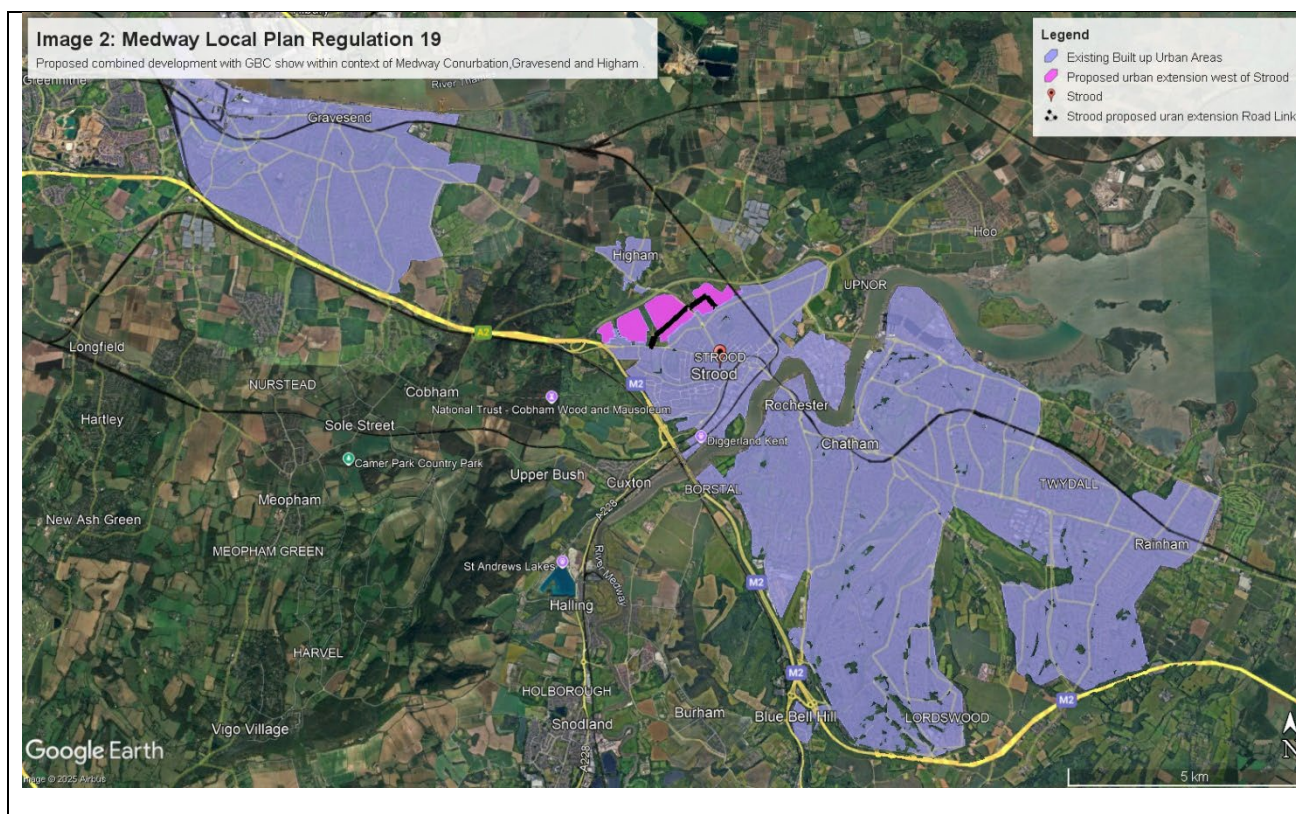 Image 2: Medway Local Plan Regulation 19
Proposed combined development with GBC show within context of Medway Conurbation,Gravesend and Higham .
Legend
Existing Built up Urban Areas
Proposed urban extension west of Strood
Strood
Strood proposed uran extension Road Link
Greenhithe
River
Gravesend
Higham
Hoo
UPNOR
A2
Longfield
NURSTEAD
Cobham
M2
STROOD
Strood
National Trust - Cobham Wood and Mausoleum
Rochester
Hartley
Sole Street
Diggerland Kent
Chatham
Camer Park Country Park
Upper Bush
Cuxton
BORSTAL
TWYDALL
Meopham
A228
New Ash Green
MEOPHAM GREEN
Rainham
St Andrews Lakes
River Medway
M2
Halling
HARVEL
M2
HOLBOROUGH
M2
Snodland
Burham
Blue Bell Hill
LORDSWOOD
Vigo Village
A228
Google Earth
Image © 2025 Airbus
N
5 km